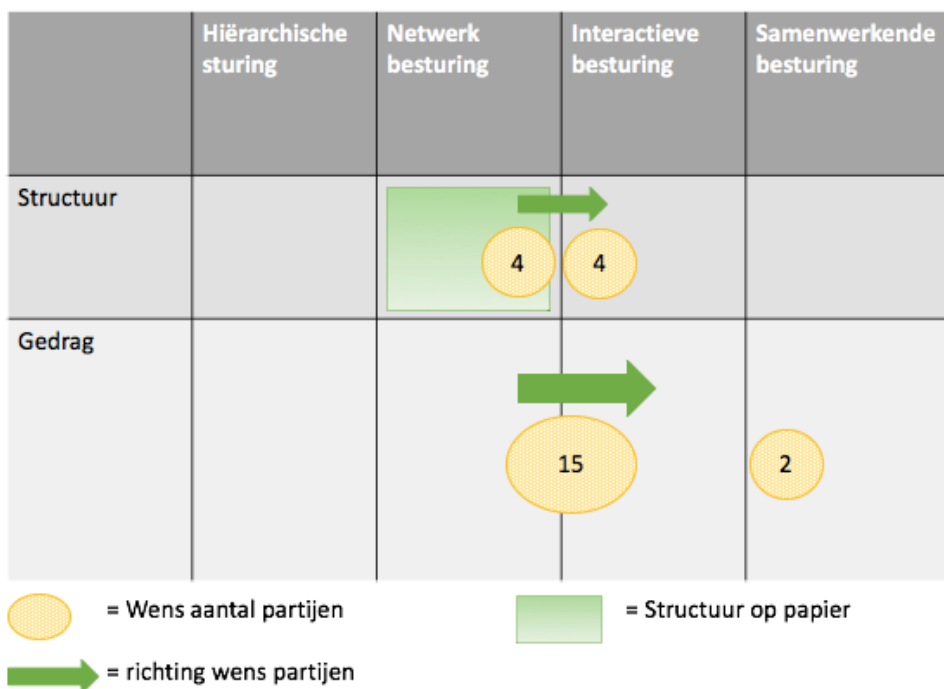 Hiërarchische
sturing
Netwerk
besturing
Interactieve
besturing
Samenwerkende
besturing
Structuur
4
4
Gedrag
15
2
= Wens aantal partijen
= Structuur op papier
= richting wens partijen